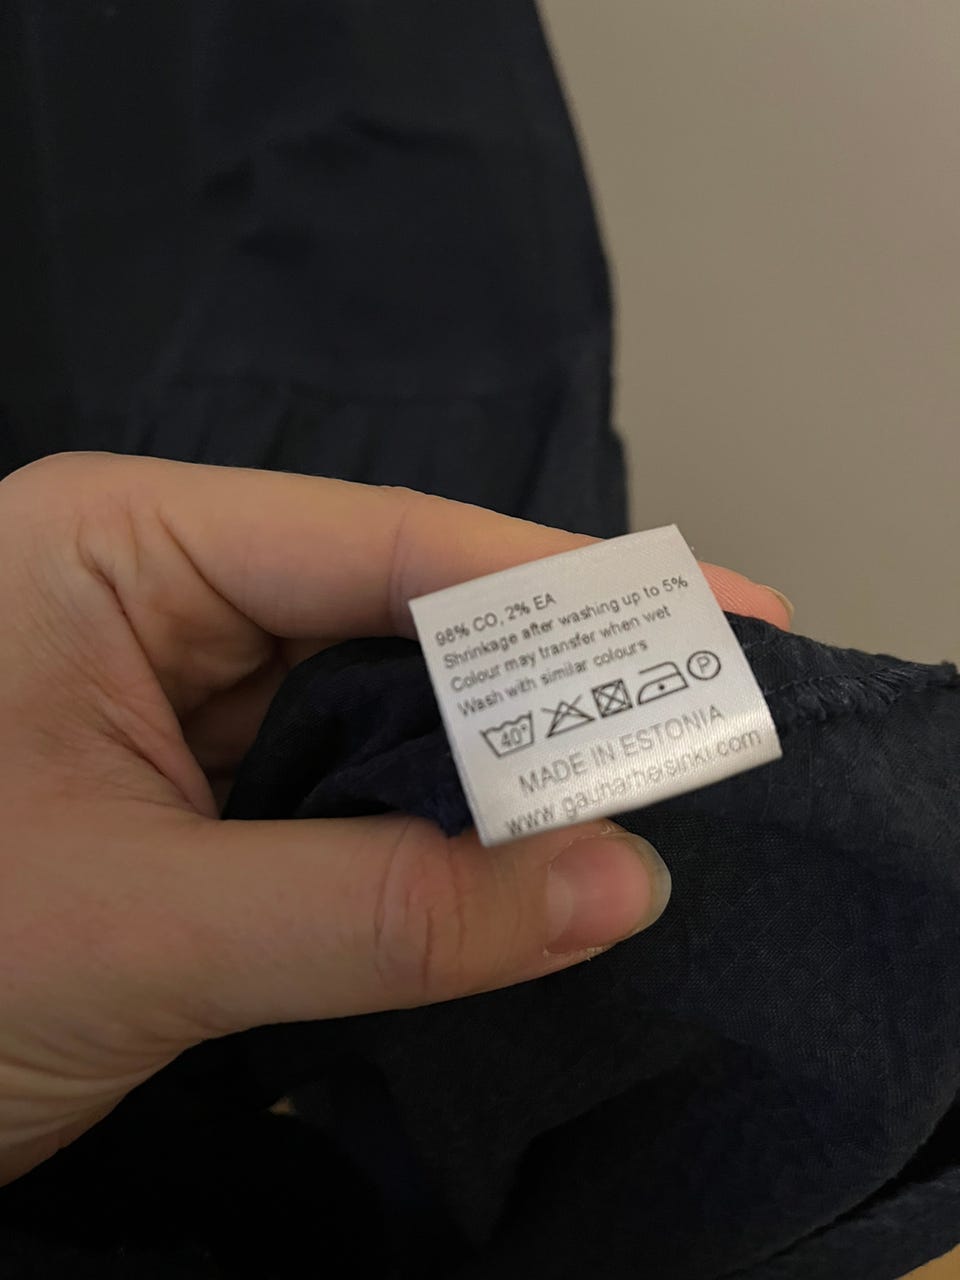 98% CO, 2% EA
Shrinkage after washing up to 5%
Colour may transfer when wet
Wash with similar colours
40° P
MADE IN ESTONIA
www.gauharhelsinki.com